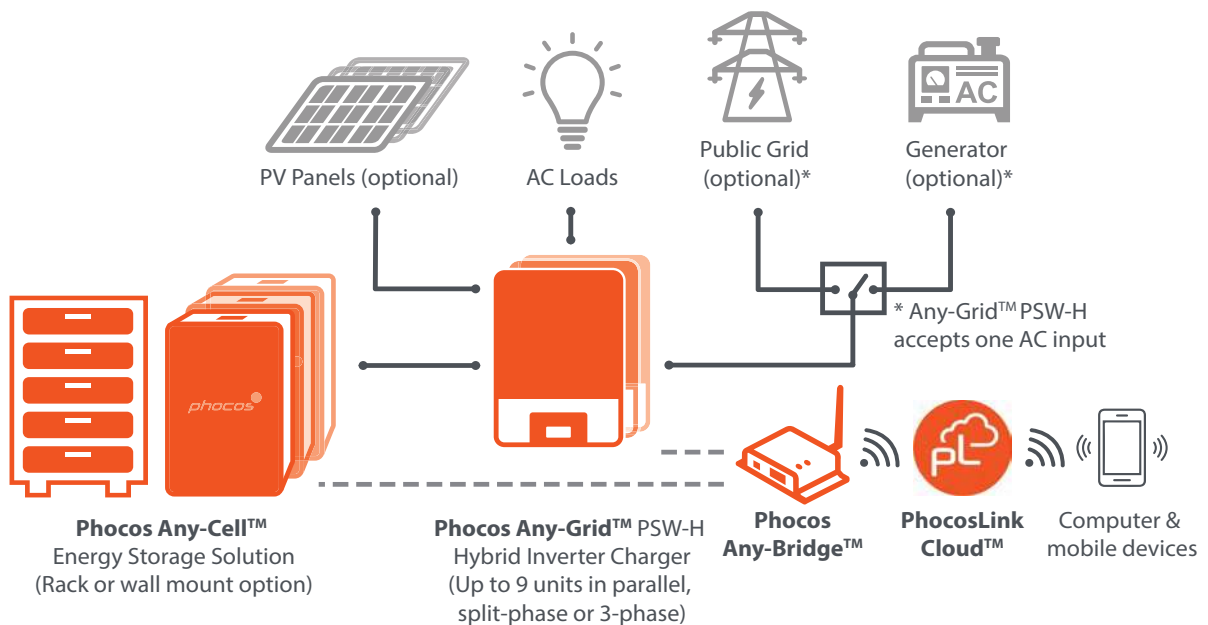 AC
PV Panels (optional)
AC Loads
Public Grid
(optional)*
Generator
(optional)*
* Any-Grid™ PSW-H
accepts one AC input
phocos
pL
Phocos Any-Cell™
Energy Storage Solution
(Rack or wall mount option)
Phocos Any-Grid™ PSW-H
Hybrid Inverter Charger
(Up to 9 units in parallel,
split-phase or 3-phase)
Phocos
Any-Bridge™
PhocosLink
Cloud™
Computer &
mobile devices